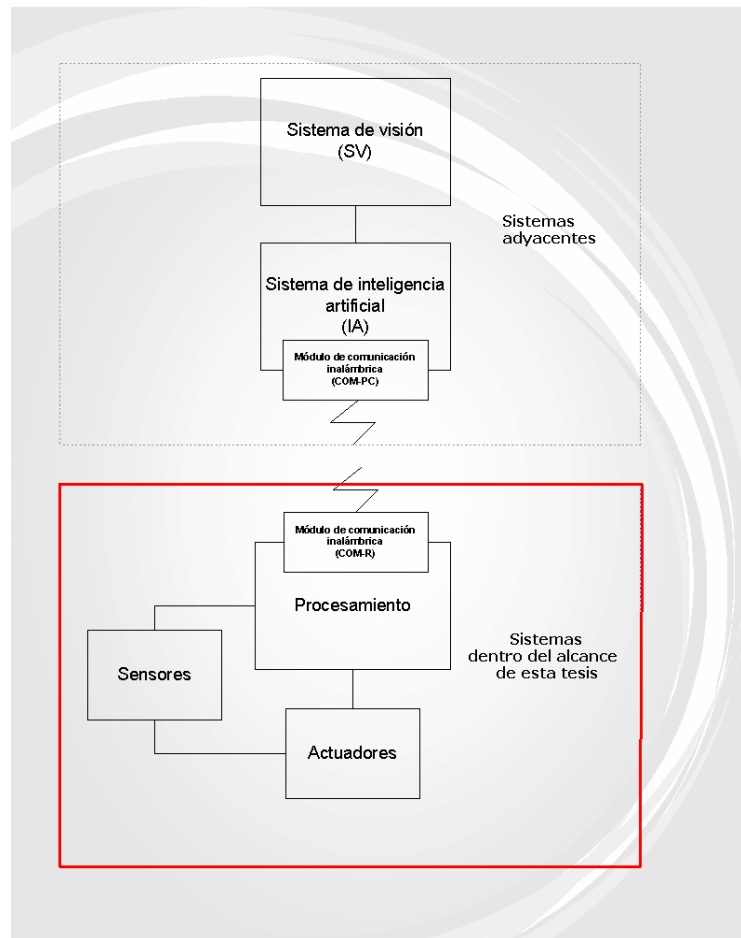 Sistema de visión
(SV)
Sistemas
adyacentes
Sistema de inteligencia
artificial
(IA)
Módulo de comunicación
inalámbrica
(COM-PC)
Módulo de comunicación
inalámbrica
(COM-R)
Procesamiento
Sistemas
dentro del alcance
de esta tesis
Sensores
Actuadores